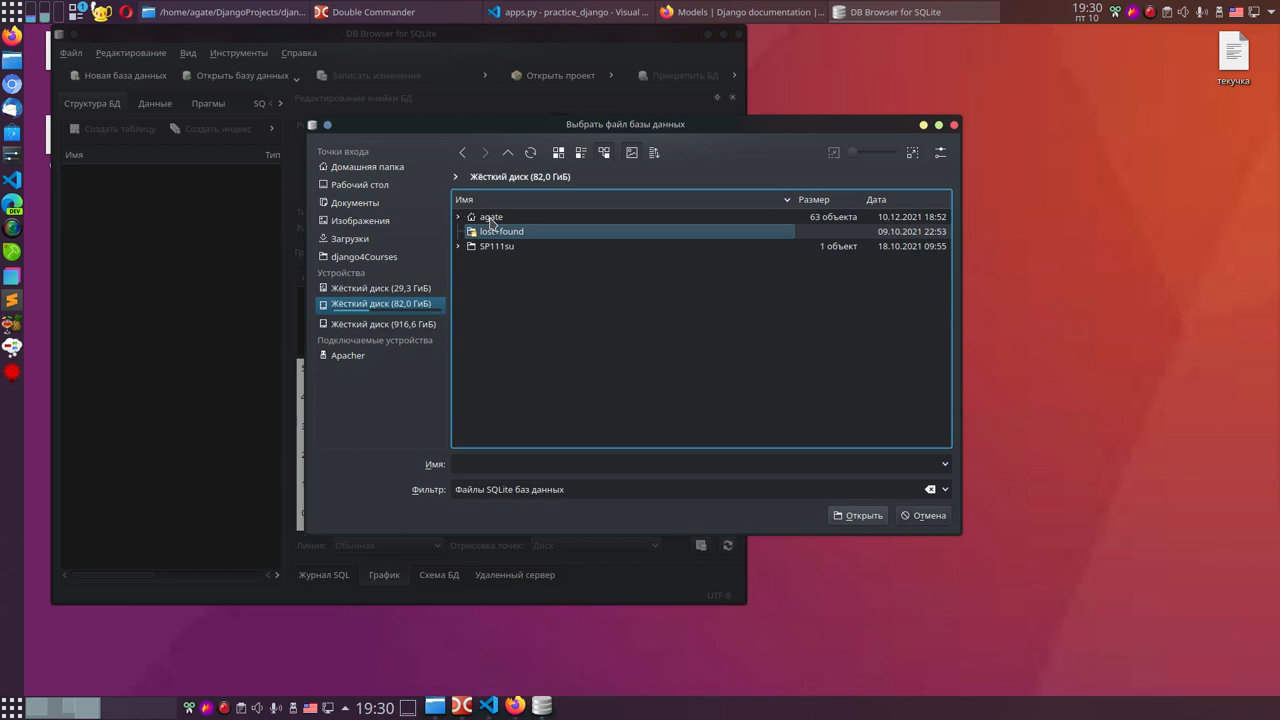 /home/agate/DjangoProjects/djan...
Double Commander
apps.py - practice_django - Visual ...
Models | Django documentation | ...
DB Browser for SQLite
19:30
пт 10
DB Browser for SQLite
Файл
Редактирование
Вид
Инструменты
Справка
Новая база данных
Открыть базу данных
Записать изменения
Открыть проект
Прикрепить БД
текучка
Структура БД
Данные
Прагмы
SQ
Редактирование ячейки БД
Создать таблицу
Создать индекс
Имя
Тип
Выбрать файл базы данных
Точки входа
Домашняя папка
Рабочий стол
Документы
Изображения
Загрузки
django4Courses
Устройства
Жёсткий диск (29,3 ГиБ)
Жёсткий диск (82,0 ГиБ)
Жёсткий диск (916,6 ГиБ)
Подключаемые устройства
Apacher
Жёсткий диск (82,0 ГиБ)
Имя
Размер
Дата
agate
63 объекта
10.12.2021 18:52
lost+found
09.10.2021 22:53
SP111su
1 объект
18.10.2021 09:55
Имя:
Фильтр:
Файлы SQLite баз данных
Открыть
Отмена
Линия:
Обычная
Отрисовка точек:
Диск
Журнал SQL
График
Схема БД
Удаленный сервер
UTF-8
DEV
19:30